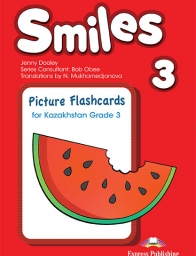 Smiles
3
Jenny Dooley
Series Consultant: Bob Obee
Translations by N. Mukhamedjanova
Picture Flashcards
for Kazakhstan Grade 3
Express Publishing